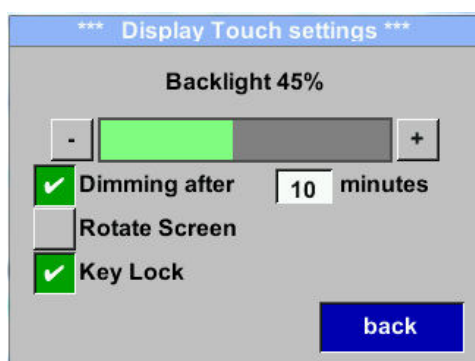 *** Display Touch settings ***
Backlight 45%
- +
Dimming after 10 minutes
Rotate Screen
Key Lock
back